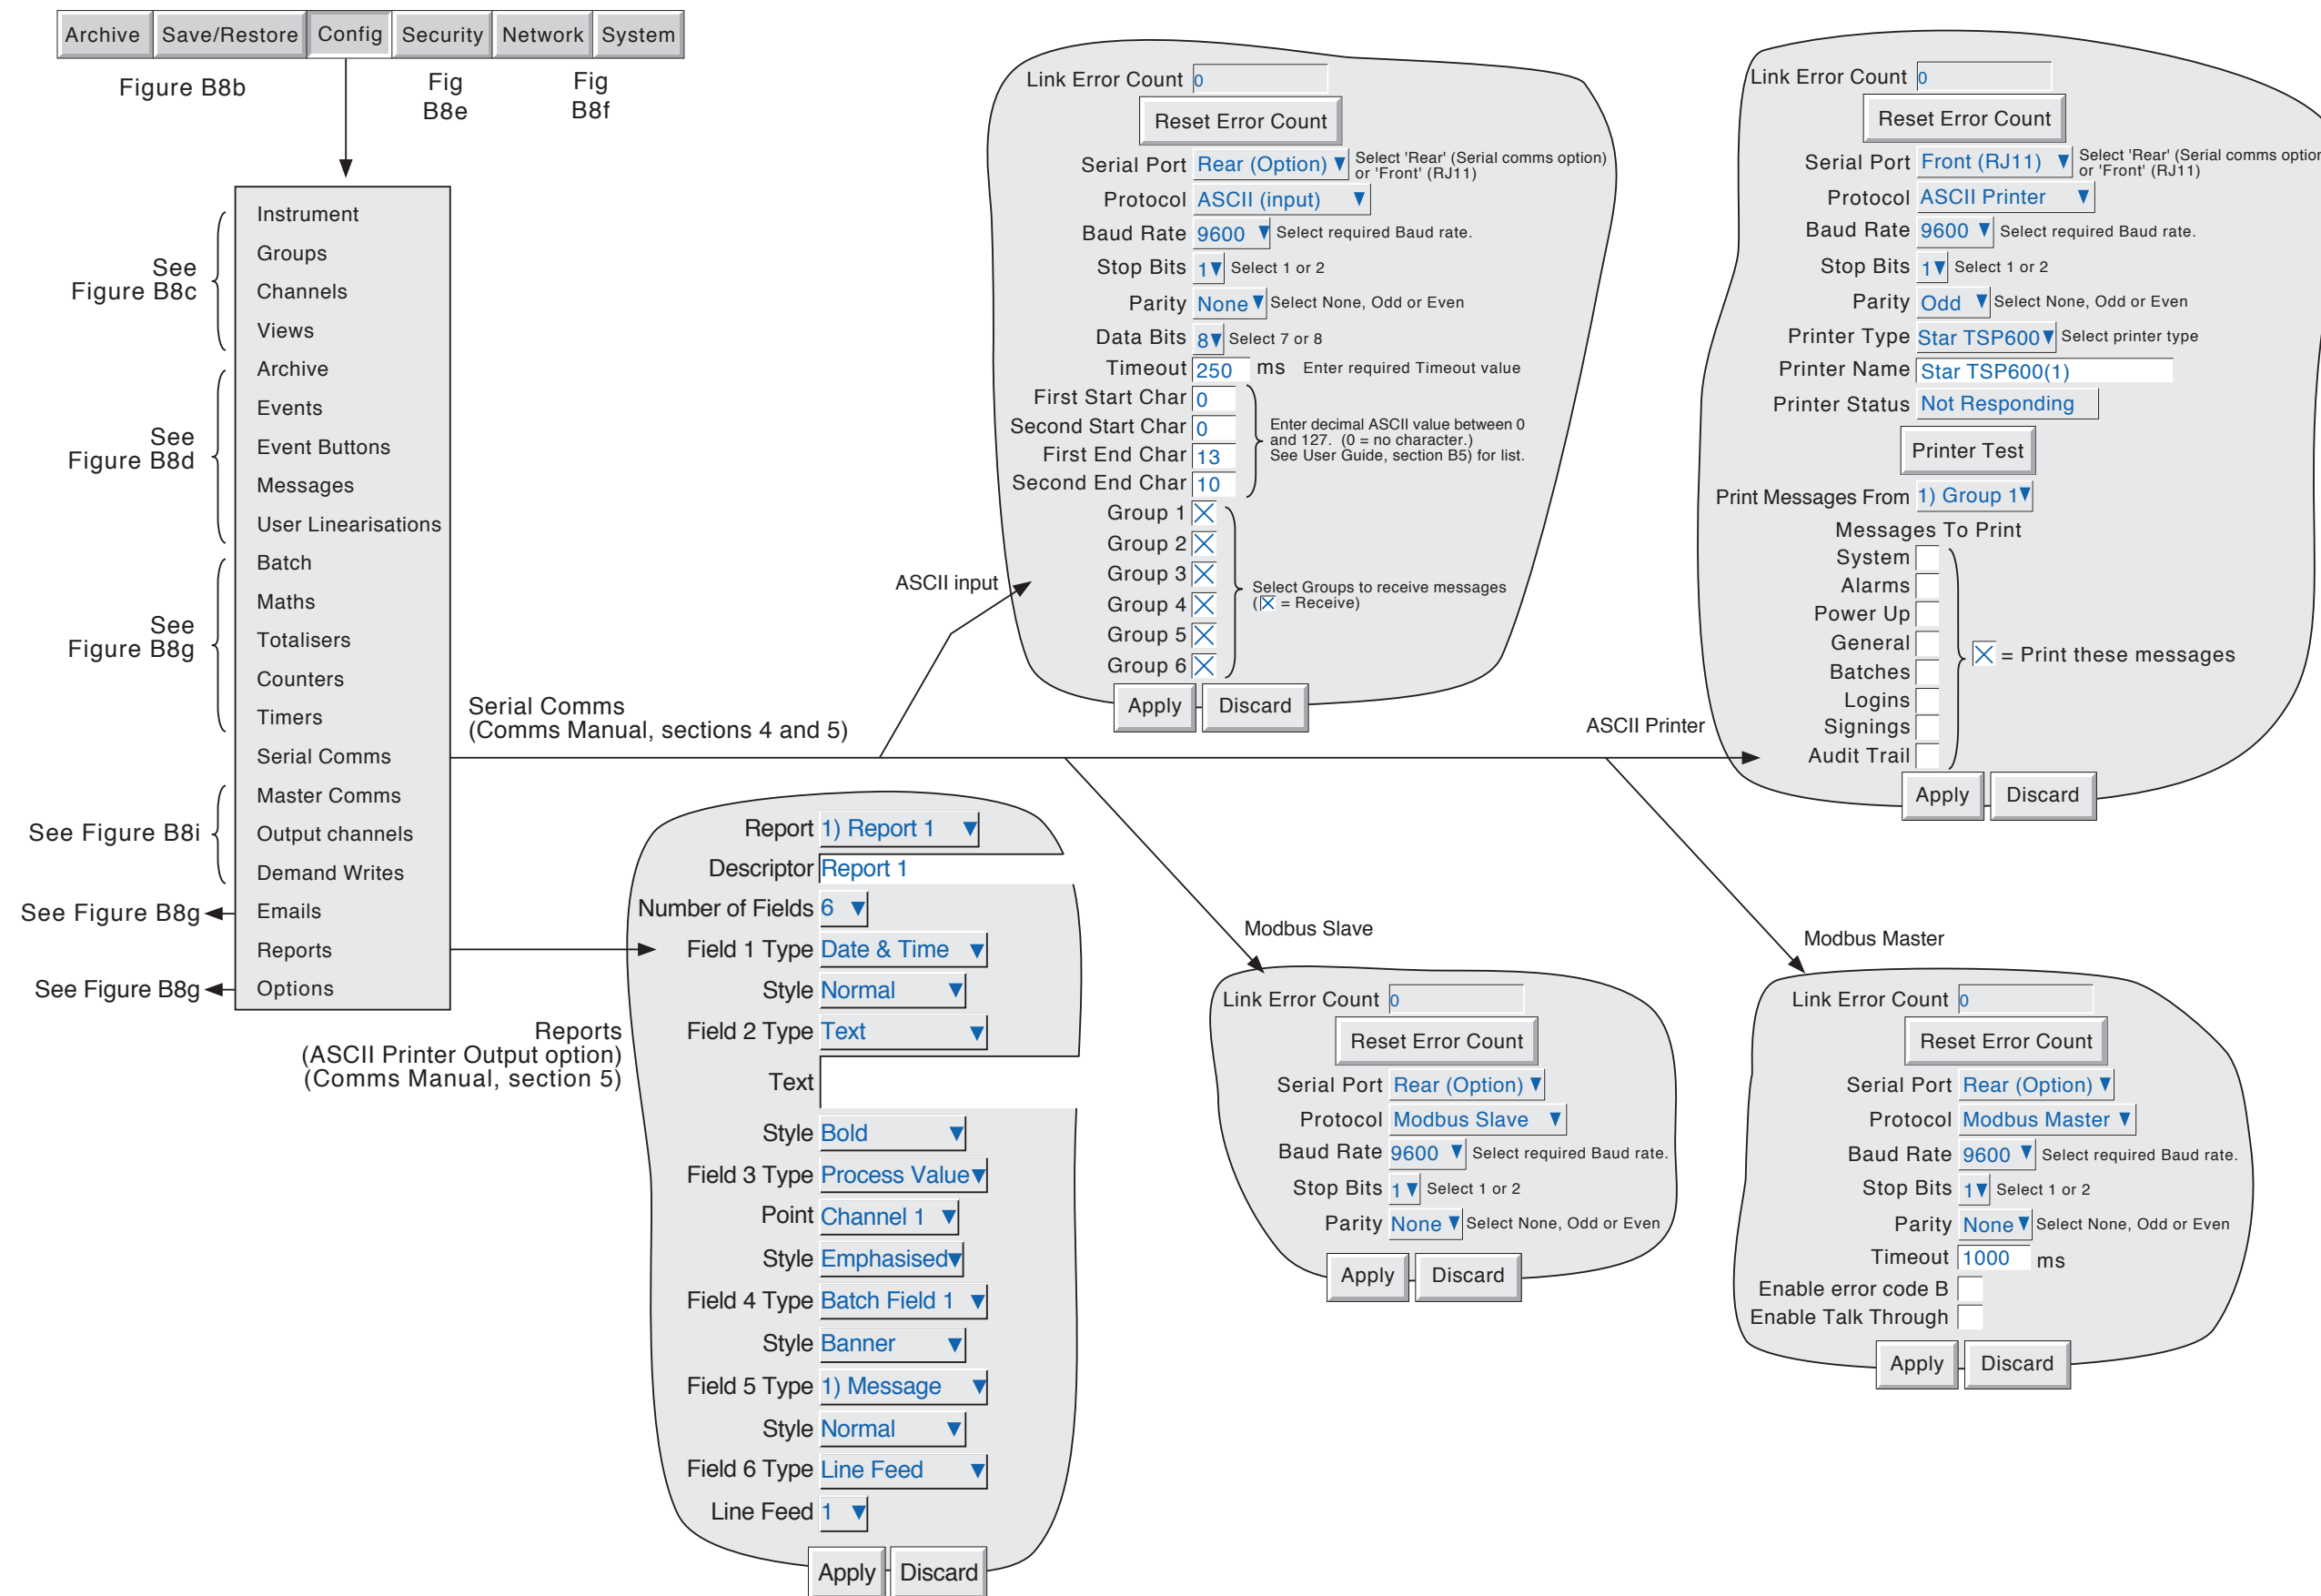 Archive Save/Restore Config Security Network System
Figure B8b
Fig
B8e
Fig
B8f
See
Figure B8c
Instrument
Groups
Channels
Views
See
Figure B8d
Archive
Events
Event Buttons
Messages
User Linearisations
See
Figure B8g
Batch
Maths
Totalisers
Counters
Timers
Serial Comms
See Figure B8i
Master Comms
Output channels
Demand Writes
See Figure B8g
Emails
Reports
See Figure B8g
Options
Serial Comms
(Comms Manual, sections 4 and 5)
ASCII input
Link Error Count 0
Reset Error Count
Serial Port Rear (Option) Select 'Rear' (Serial comms option)
or 'Front' (RJ11)
Protocol ASCII (input)
Baud Rate 9600 Select required Baud rate.
Stop Bits 1 Select 1 or 2
Parity None Select None, Odd or Even
Data Bits 8 Select 7 or 8
Timeout 250 ms Enter required Timeout value
First Start Char 0
Second Start Char 0
First End Char 13
Second End Char 10
Enter decimal ASCII value between 0
and 127. (0 = no character.)
See User Guide, section B5) for list.
Group 1
Group 2
Group 3
Group 4
Group 5
Group 6
Select Groups to receive messages
( = Receive)
Apply Discard
ASCII Printer
Link Error Count 0
Reset Error Count
Serial Port Front (RJ11) Select 'Rear' (Serial comms option
or 'Front' (RJ11)
Protocol ASCII Printer
Baud Rate 9600 Select required Baud rate.
Stop Bits 1 Select 1 or 2
Parity Odd Select None, Odd or Even
Printer Type Star TSP600 Select printer type
Printer Name Star TSP600(1)
Printer Status Not Responding
Printer Test
Print Messages From 1) Group 1
Messages To Print
System
Alarms
Power Up
General
Batches
Logins
Signings
Audit Trail
= Print these messages
Apply Discard
Reports
(ASCII Printer Output option)
(Comms Manual, section 5)
Report 1) Report 1
Descriptor Report 1
Number of Fields 6
Field 1 Type Date & Time
Style Normal
Field 2 Type Text
Text
Style Bold
Field 3 Type Process Value
Point Channel 1
Style Emphasised
Field 4 Type Batch Field 1
Style Banner
Field 5 Type 1) Message
Style Normal
Field 6 Type Line Feed
Line Feed 1
Apply Discard
Modbus Slave
Link Error Count 0
Reset Error Count
Serial Port Rear (Option)
Protocol Modbus Slave
Baud Rate 9600 Select required Baud rate.
Stop Bits 1 Select 1 or 2
Parity None Select None, Odd or Even
Apply Discard
Modbus Master
Link Error Count 0
Reset Error Count
Serial Port Rear (Option)
Protocol Modbus Master
Baud Rate 9600 Select required Baud rate.
Stop Bits 1 Select 1 or 2
Parity None Select None, Odd or Even
Timeout 1000 ms
Enable error code B
Enable Talk Through
Apply Discard